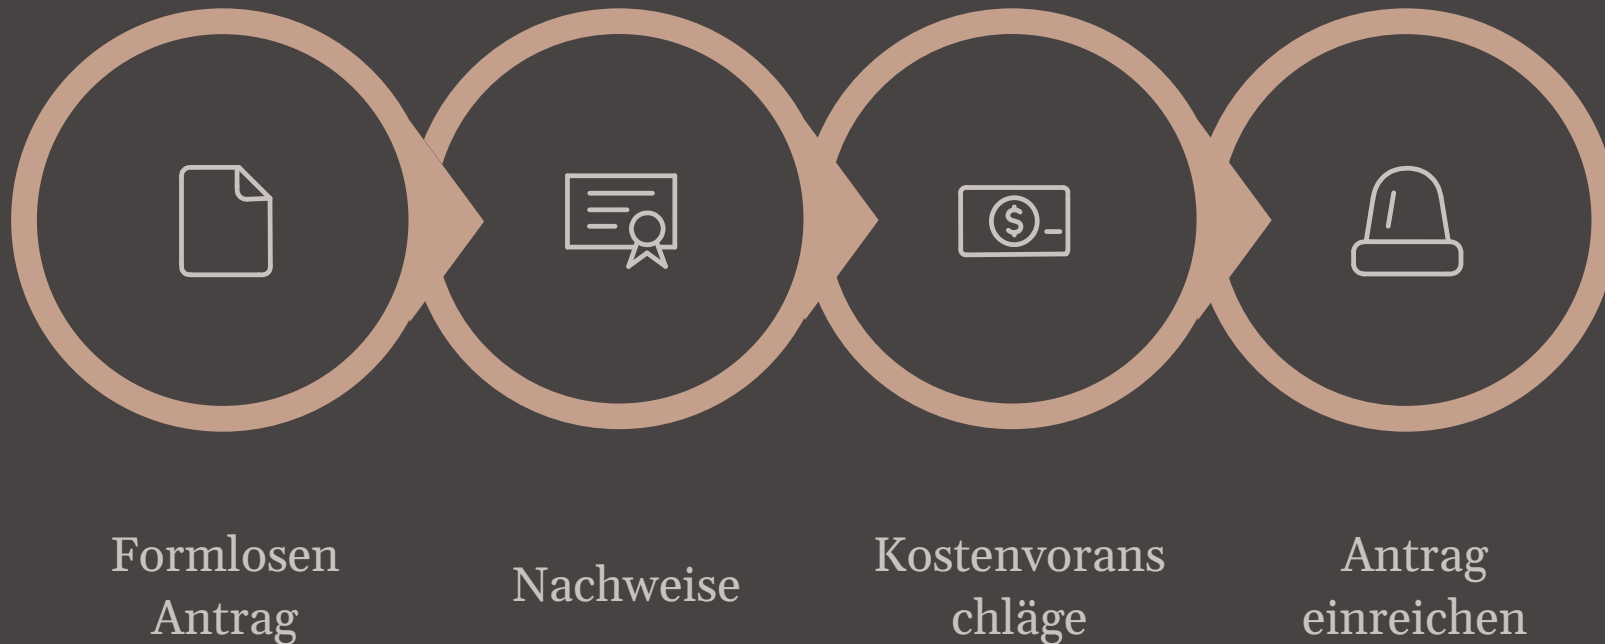 Formlosen
Antrag
Nachweise
Kostenvorans
chläge
Antrag
einreichen